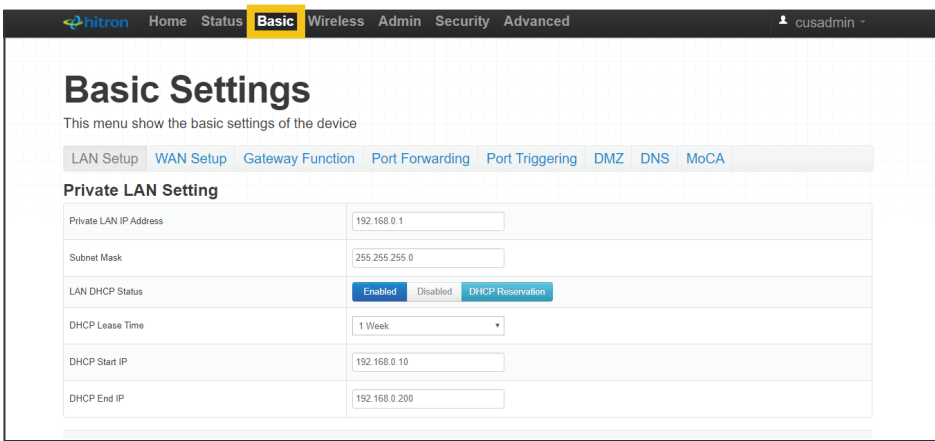 hitron Home Status Basic Wireless Admin Security Advanced cusadmin
Basic Settings
This menu show the basic settings of the device
LAN Setup WAN Setup Gateway Function Port Forwarding Port Triggering DMZ DNS MoCA
Private LAN Setting
Private LAN IP Address 192.168.0.1
Subnet Mask 255.255.255.0
LAN DHCP Status Enabled Disabled DHCP Reservation
DHCP Lease Time 1 Week
DHCP Start IP 192.168.0.10
DHCP End IP 192.168.0.200